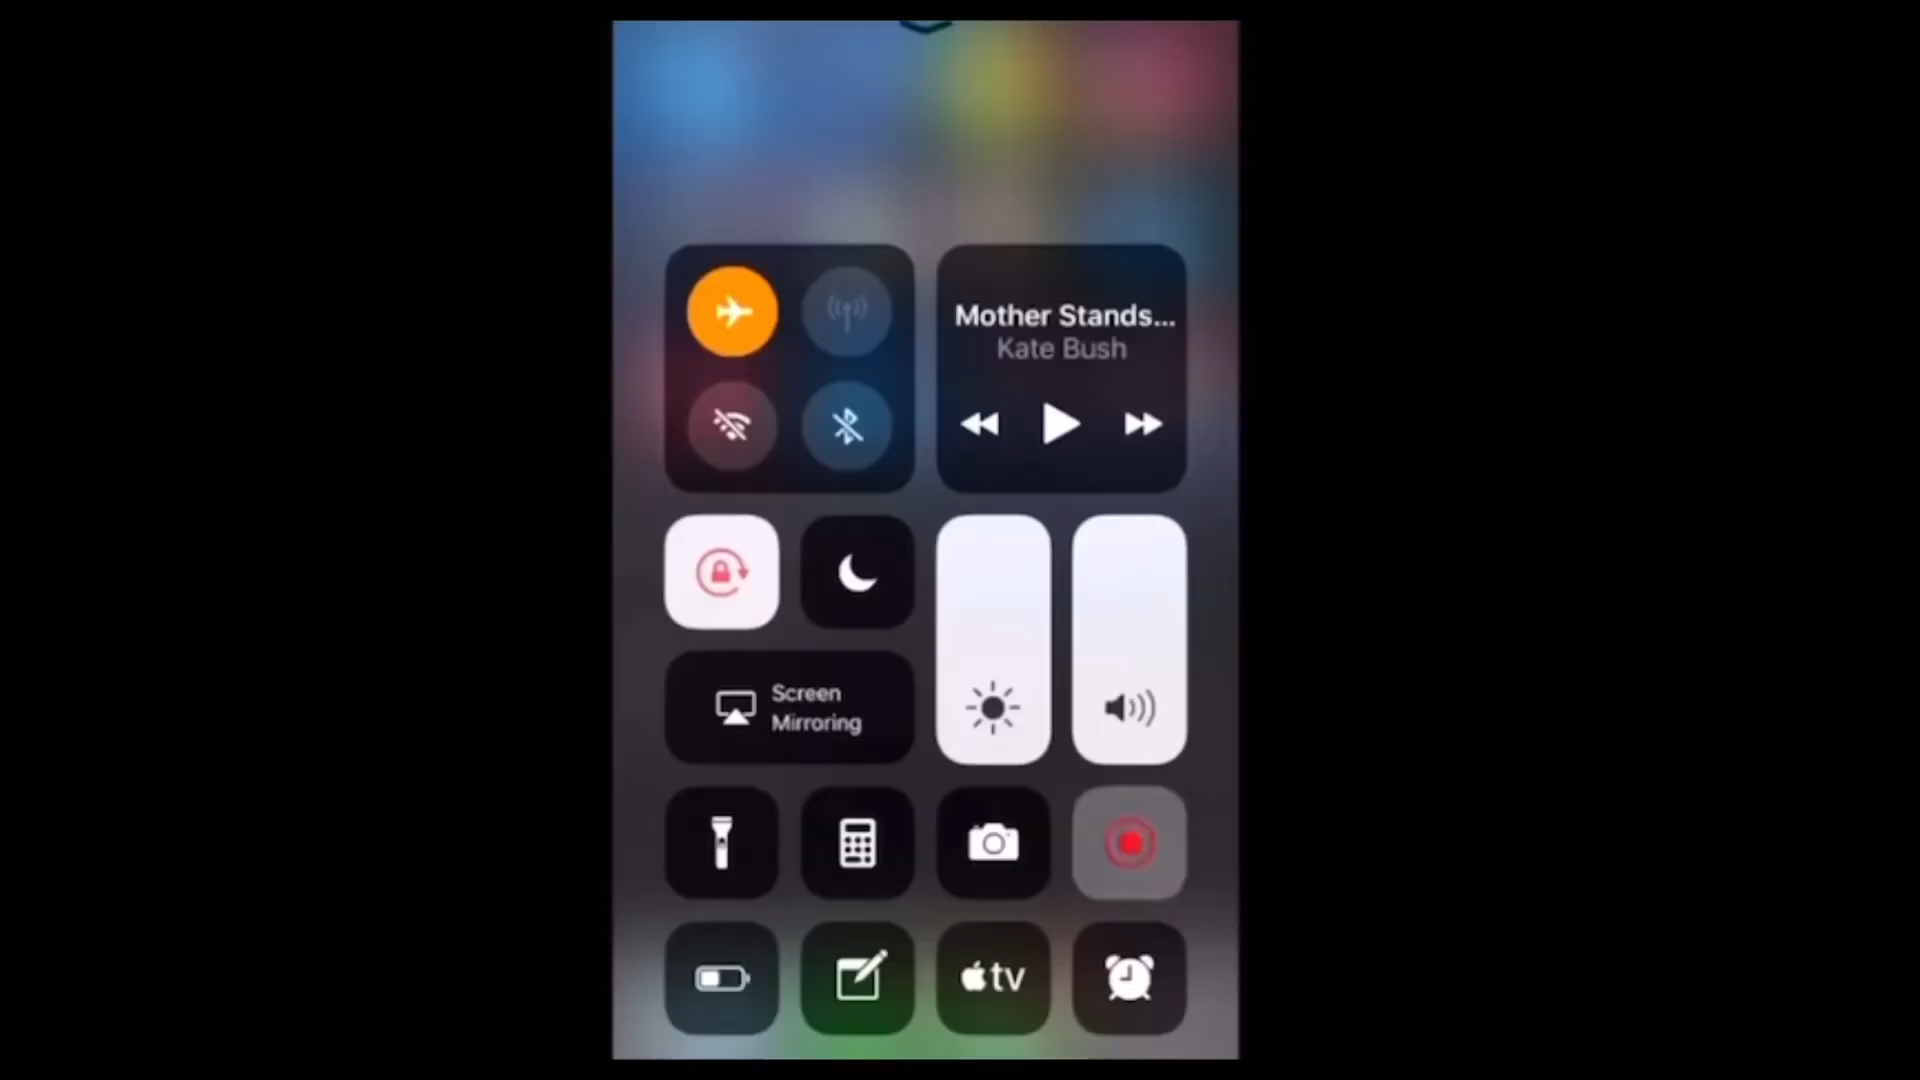 Mother Stands...
Kate Bush
Screen
Mirroring
tv